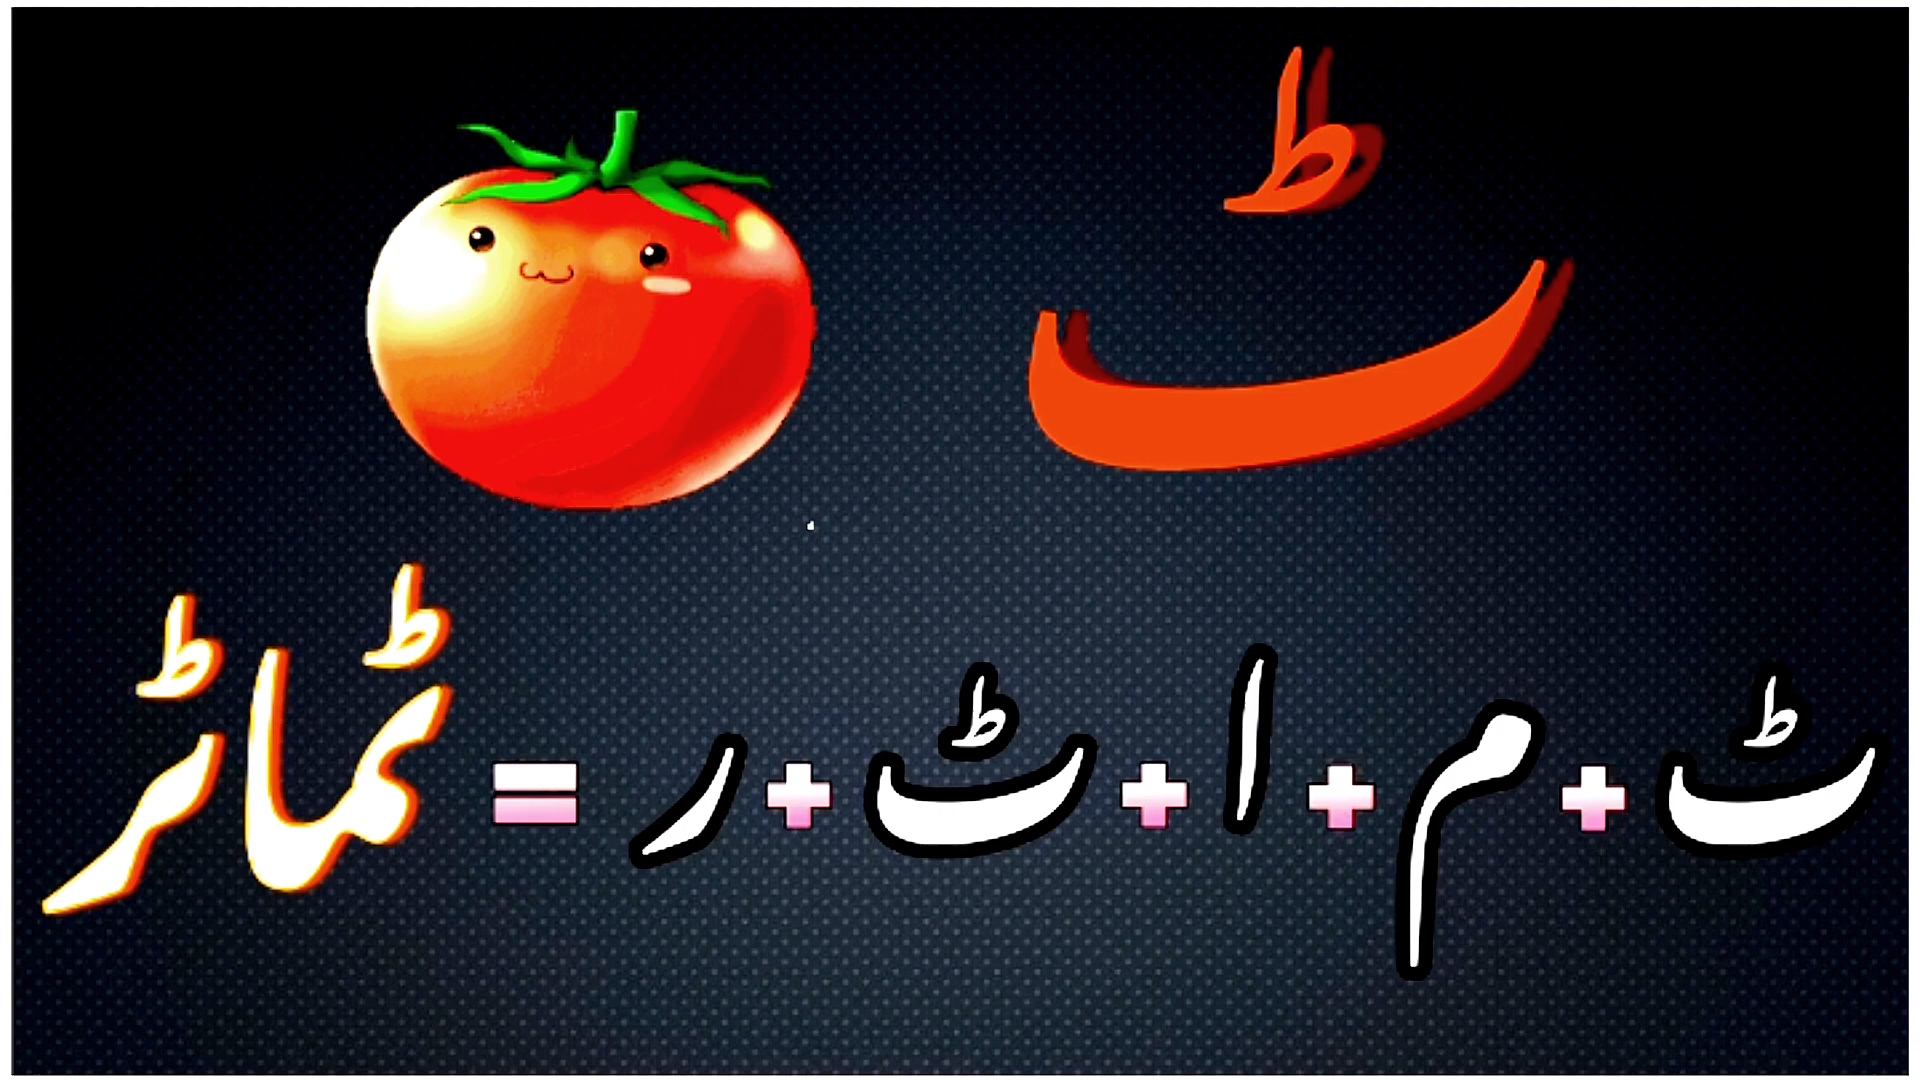 ٹ
ٹ + م + ا + ٹ + ر = ٹماٹر